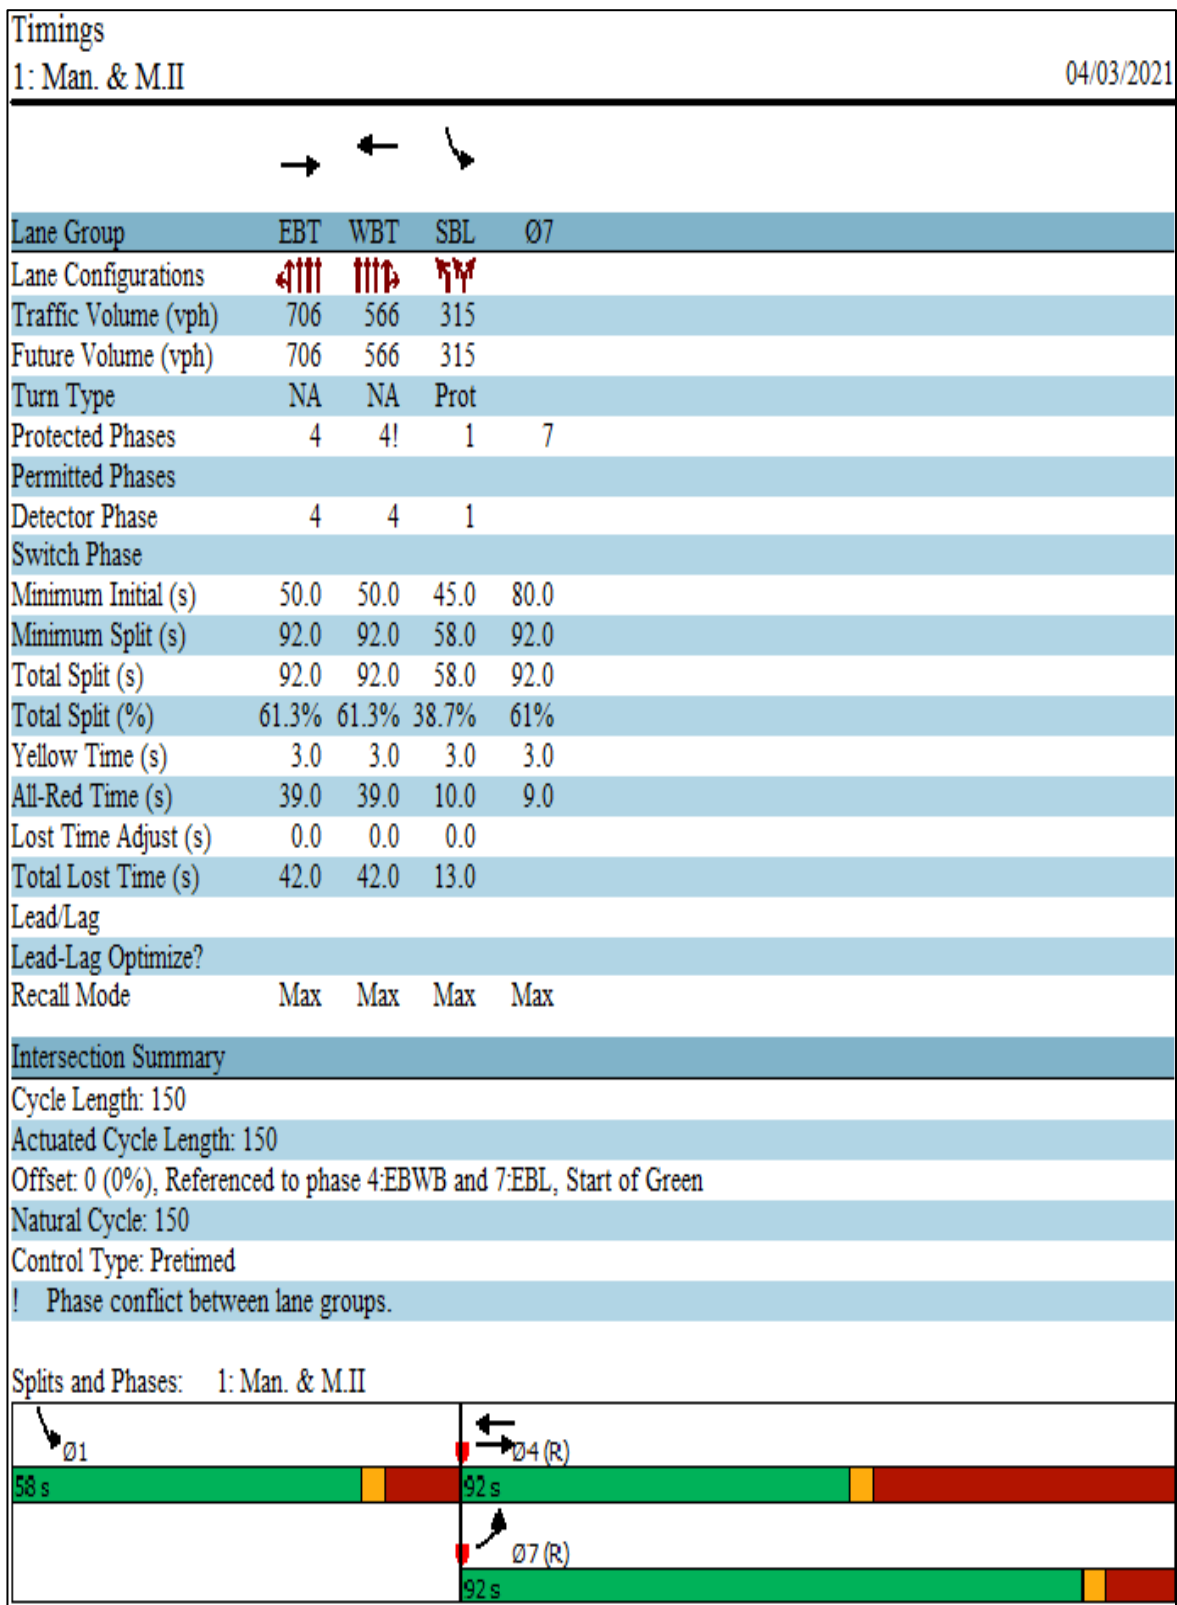 Timings
1: Man. & M.II 04/03/2021
Lane Group EBT WBT SBL Ø7
Lane Configurations
Traffic Volume (vph) 706 566 315
Future Volume (vph) 706 566 315
Turn Type NA NA Prot
Protected Phases 4 4! 1 7
Permitted Phases
Detector Phase 4 4 1
Switch Phase
Minimum Initial (s) 50.0 50.0 45.0 80.0
Minimum Split (s) 92.0 92.0 58.0 92.0
Total Split (s) 92.0 92.0 58.0 92.0
Total Split (%) 61.3% 61.3% 38.7% 61%
Yellow Time (s) 3.0 3.0 3.0 3.0
All-Red Time (s) 39.0 39.0 10.0 9.0
Lost Time Adjust (s) 0.0 0.0 0.0
Total Lost Time (s) 42.0 42.0 13.0
Lead/Lag
Lead-Lag Optimize?
Recall Mode Max Max Max Max
Intersection Summary
Cycle Length: 150
Actuated Cycle Length: 150
Offset: 0 (0%), Referenced to phase 4:EBWB and 7:EBL, Start of Green
Natural Cycle: 150
Control Type: Pretimed
! Phase conflict between lane groups.
Splits and Phases: 1: Man. & M.II
Ø1 Ø4 (R)
58 s 92 s
Ø7 (R)
92 s